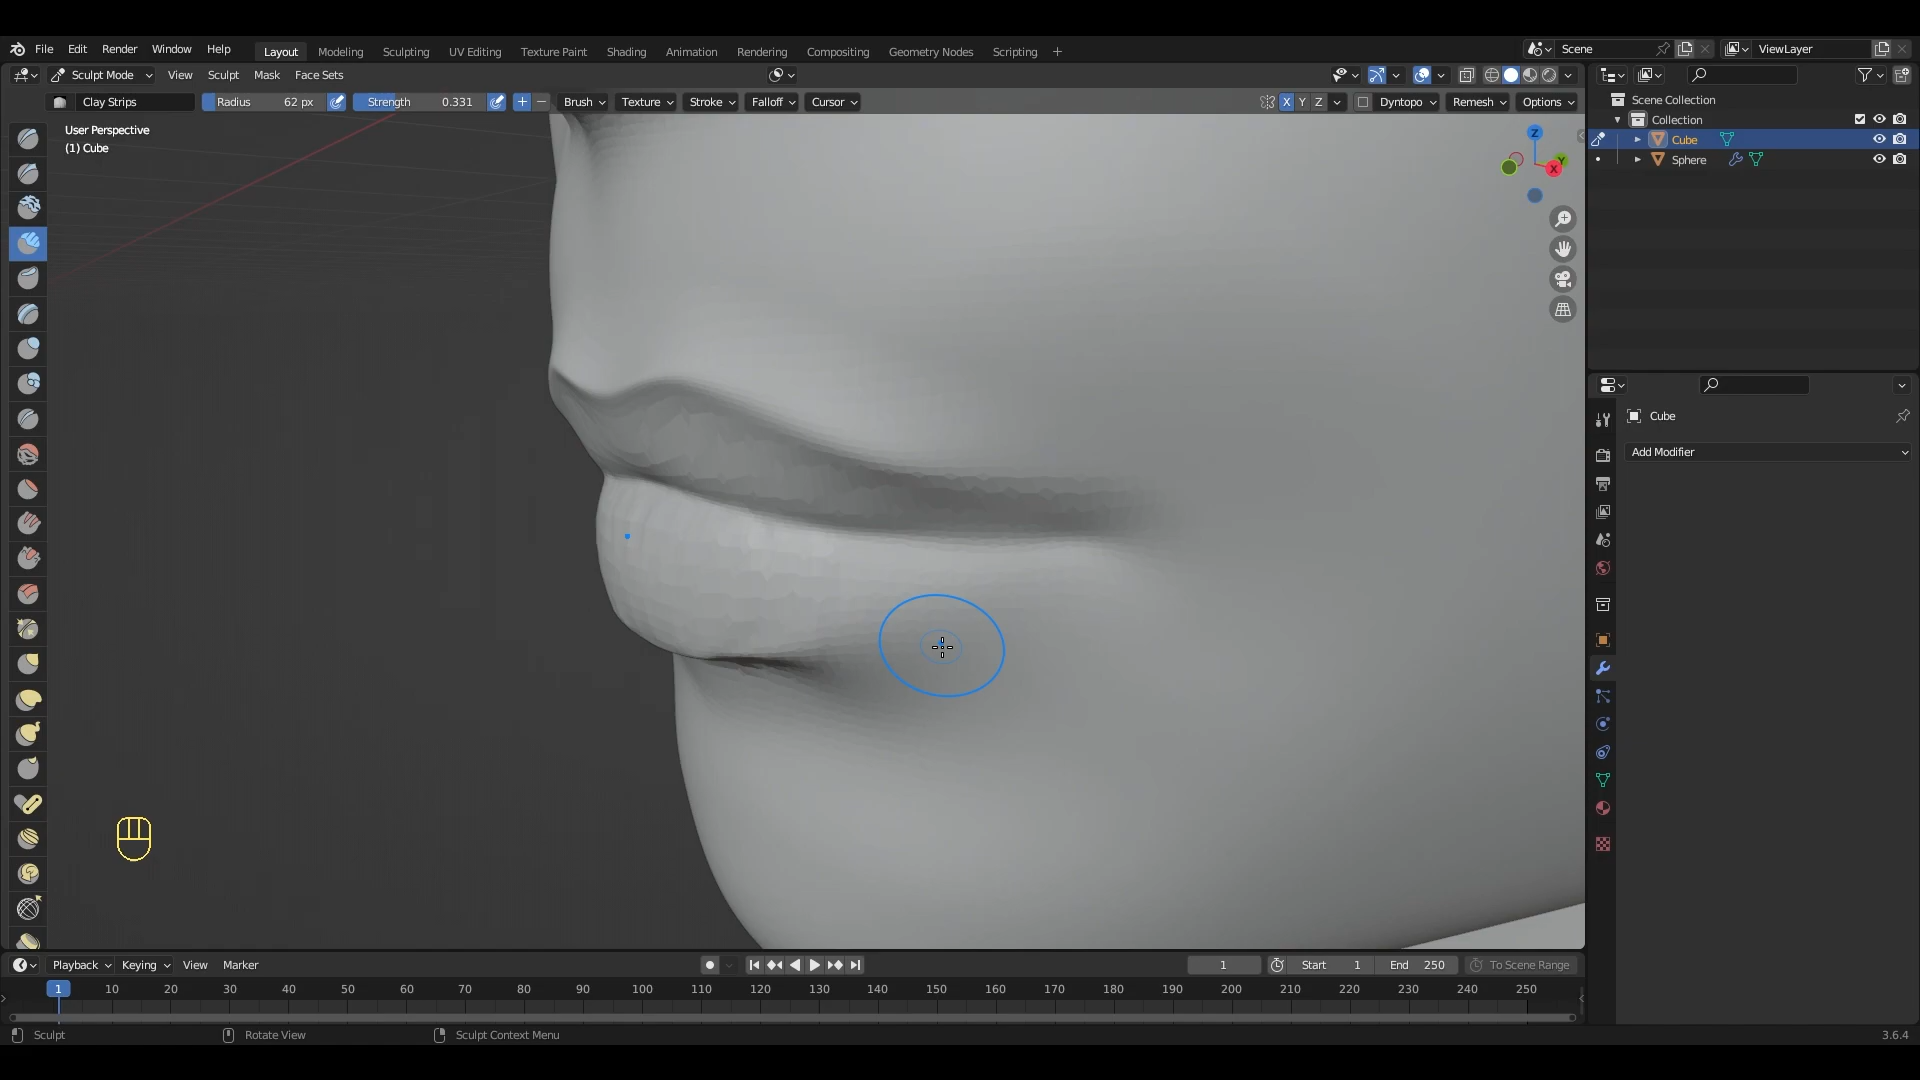 File Edit Render Window Help Layout Modeling Sculpting UV Editing Texture Paint Shading Animation Rendering Compositing Geometry Nodes Scripting + Scene ViewLayer
Sculpt Mode View Sculpt Mask Face Sets
Clay Strips Radius 62 px Strength 0.331 + − Brush Texture Stroke Falloff Cursor X Y Z Dyntopo Remesh Options
User Perspective
(1) Cube
Z
Y
X
Scene Collection
Collection
Cube
Sphere
Cube
Add Modifier
Playback Keying View Marker 1 Start 1 End 250 To Scene Range
1 10 20 30 40 50 60 70 80 90 100 110 120 130 140 150 160 170 180 190 200 210 220 230 240 250
Sculpt Rotate View Sculpt Context Menu 3.6.4